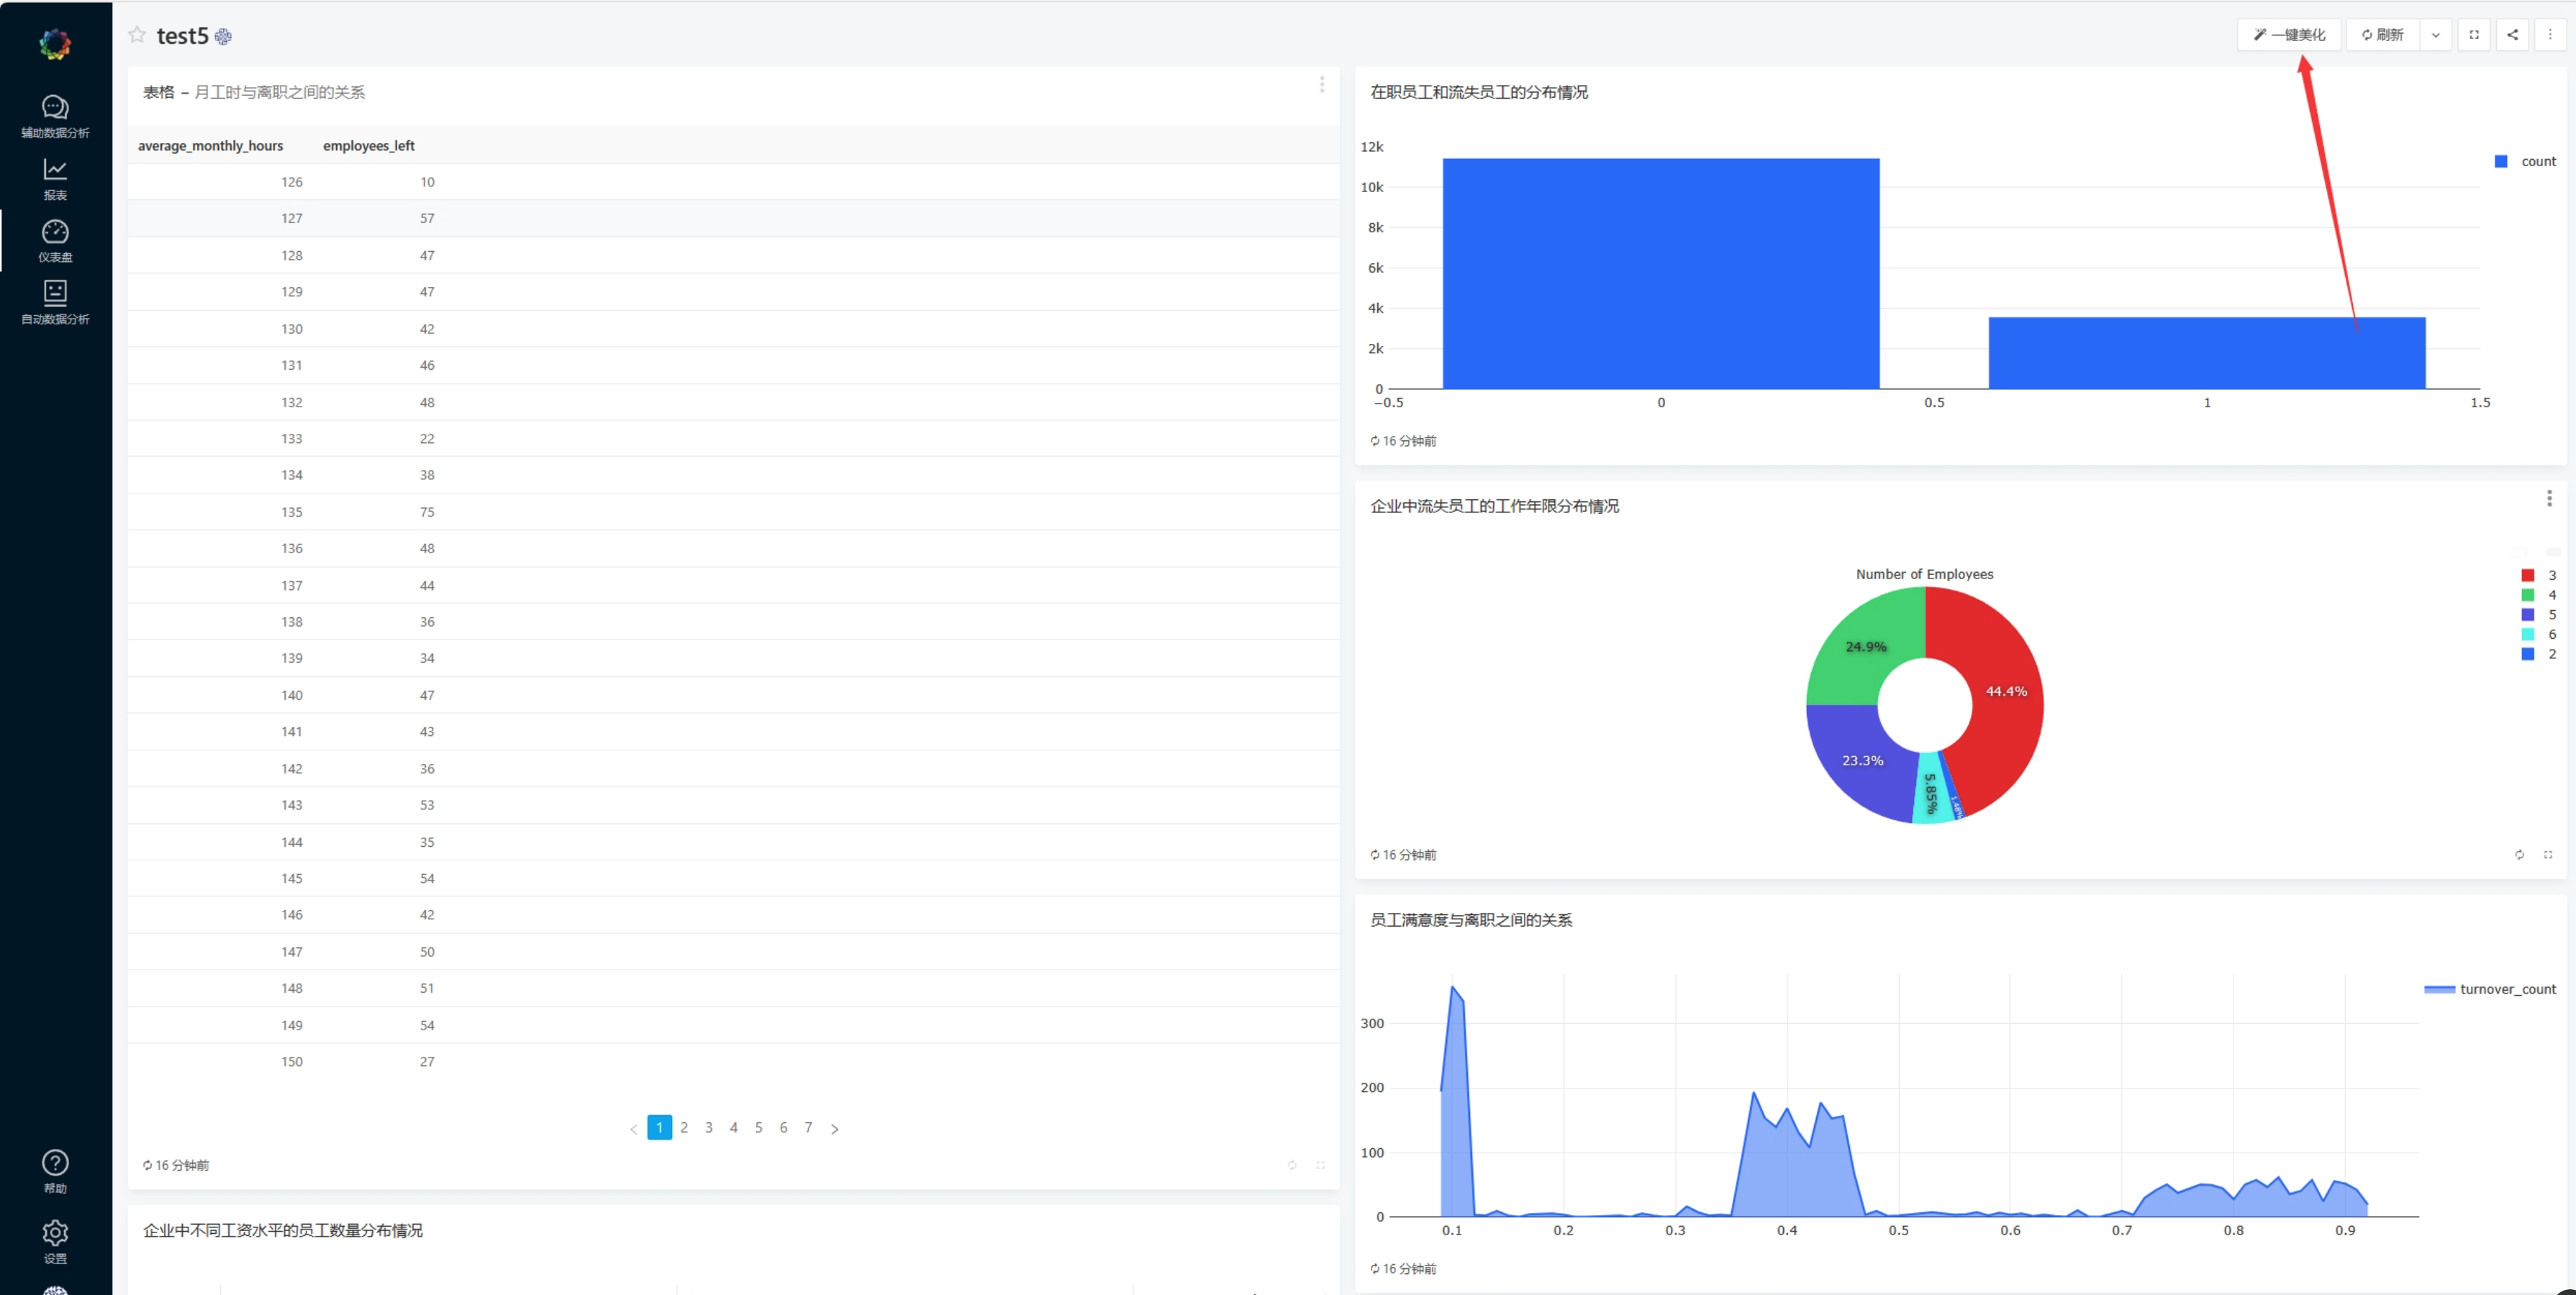 test5
一键美化
刷新
辅助数据分析
报表
仪表盘
自动数据分析
帮助
设置
表格 – 月工时与离职之间的关系
average_monthly_hours employees_left
126 10
127 57
128 47
129 47
130 42
131 46
132 48
133 22
134 38
135 75
136 48
137 44
138 36
139 34
140 47
141 43
142 36
143 53
144 35
145 54
146 42
147 50
148 51
149 54
150 27
< 1 2 3 4 5 6 7 >
16 分钟前
企业中不同工资水平的员工数量分布情况
在职员工和流失员工的分布情况
12k
10k
8k
6k
4k
2k
0
−0.5 0 0.5 1 1.5
count
16 分钟前
企业中流失员工的工作年限分布情况
Number of Employees
44.4%
24.9%
23.3%
5.85%
3
4
5
6
2
16 分钟前
员工满意度与离职之间的关系
turnover_count
300
200
100
0
0.1 0.2 0.3 0.4 0.5 0.6 0.7 0.8 0.9
16 分钟前